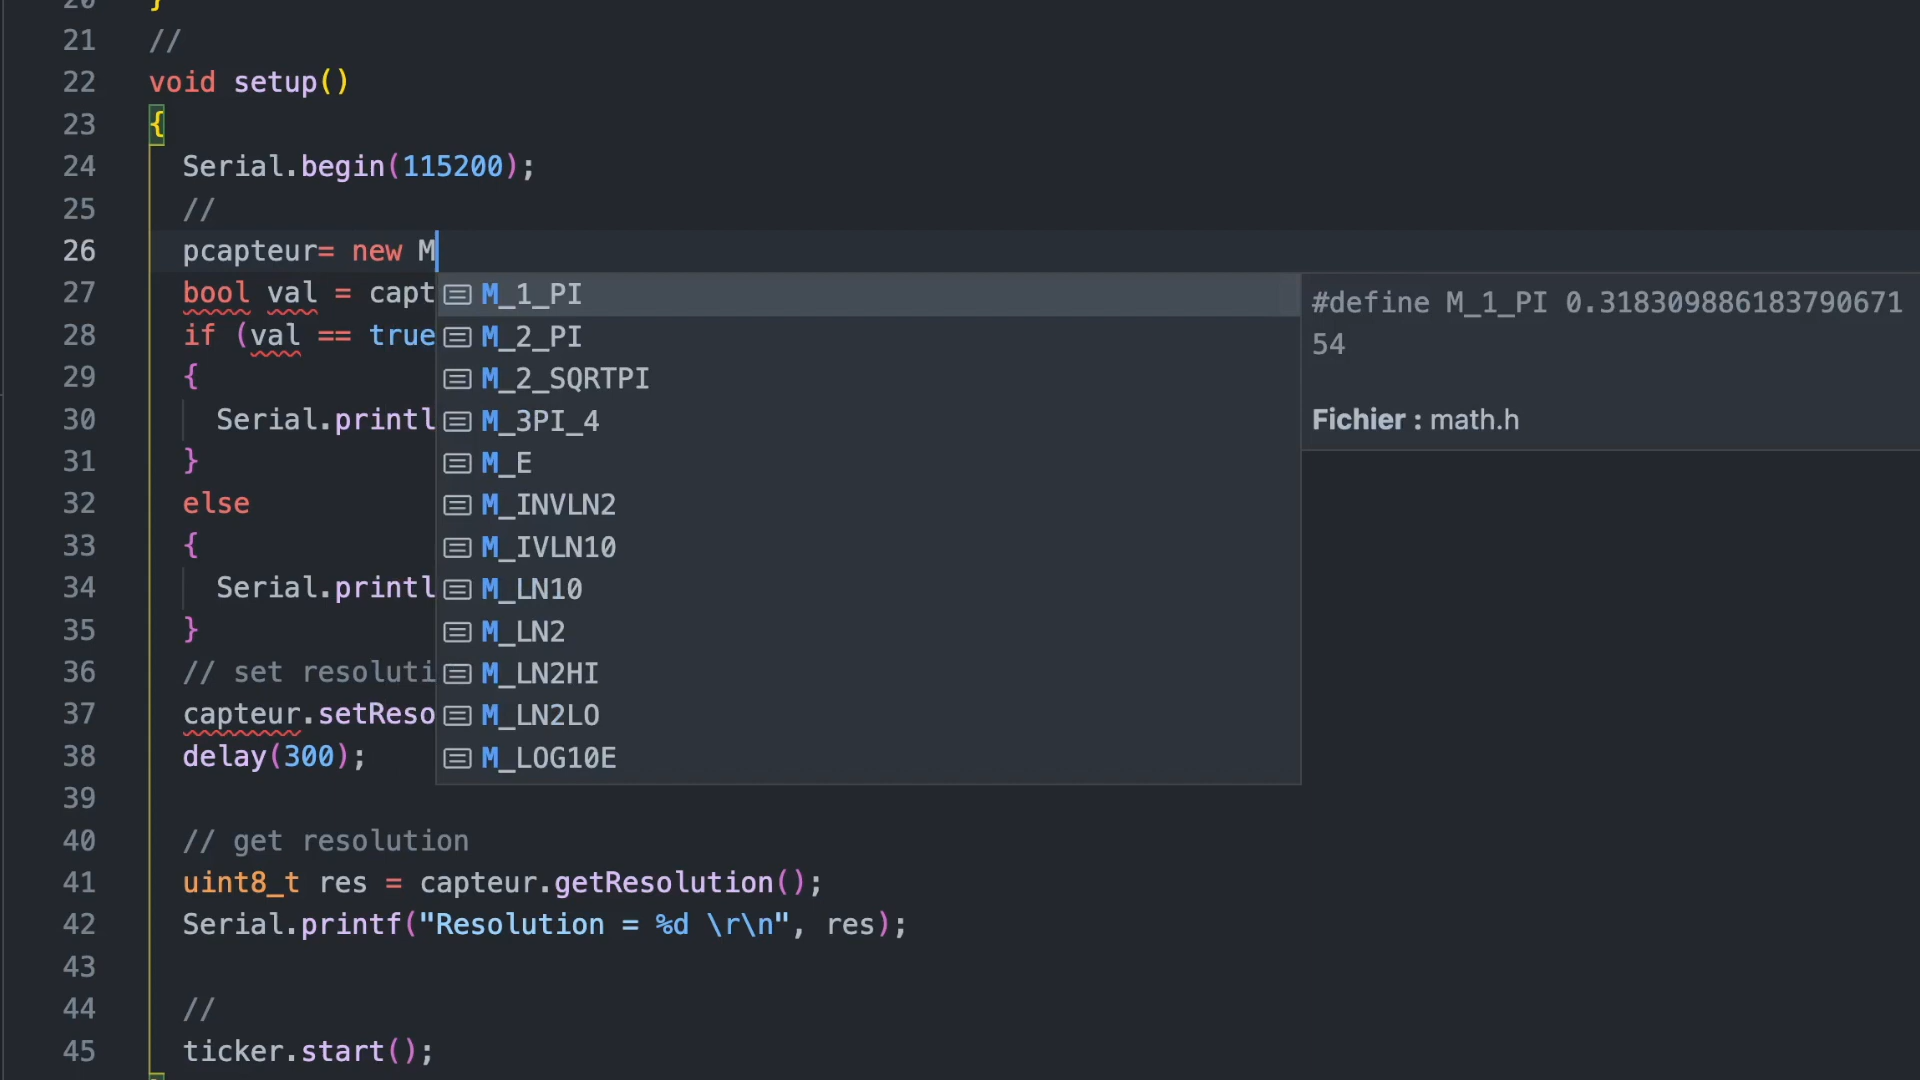 20 }
21 //
22 void setup()
23 {
24 Serial.begin(115200);
25 //
26 pcapteur= new M
27 bool val = capt
28 if (val == true
29 {
30 Serial.printl
31 }
32 else
33 {
34 Serial.printl
35 }
36 // set resoluti
37 capteur.setReso
38 delay(300);
39
40 // get resolution
41 uint8_t res = capteur.getResolution();
42 Serial.printf("Resolution = %d \r\n", res);
43
44 //
45 ticker.start();
M_1_PI
M_2_PI
M_2_SQRTPI
M_3PI_4
M_E
M_INVLN2
M_IVLN10
M_LN10
M_LN2
M_LN2HI
M_LN2LO
M_LOG10E
#define M_1_PI 0.318309886183790671
54
Fichier : math.h